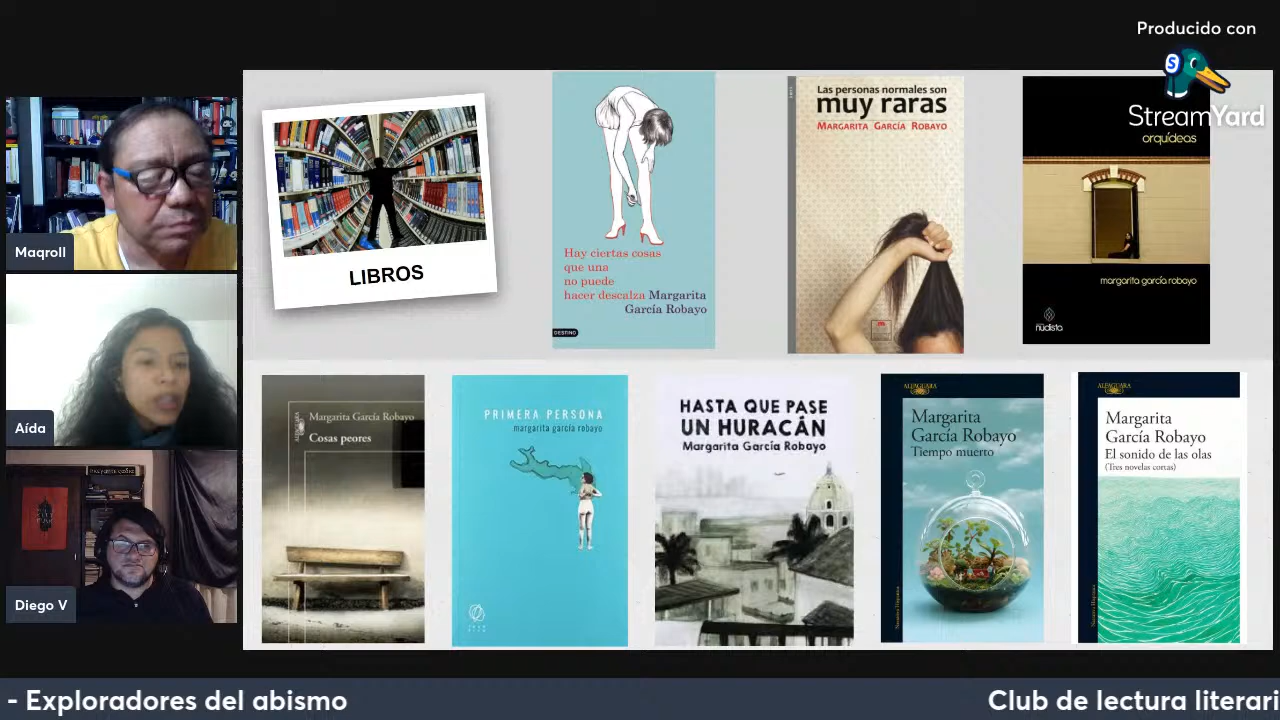 Producido con
StreamYard
LIBROS
Hay ciertas cosas
que una
no puede
hacer descalza Margarita
García Robayo
DESTINO
Las personas normales son
muy raras
MARGARITA GARCÍA ROBAYO
orquídeas
margarita garcía robayo
nudista
Margarita García Robayo
Cosas peores
ALFAGUARA
PRIMERA PERSONA
margarita garcía robayo
HASTA QUE PASE
UN HURACÁN
Margarita García Robayo
ALFAGUARA
Margarita
García Robayo
Tiempo muerto
ALFAGUARA
Margarita
García Robayo
El sonido de las olas
(Tres novelas cortas)
Maqroll
Aída
Diego V
- Exploradores del abismo
Club de lectura literari